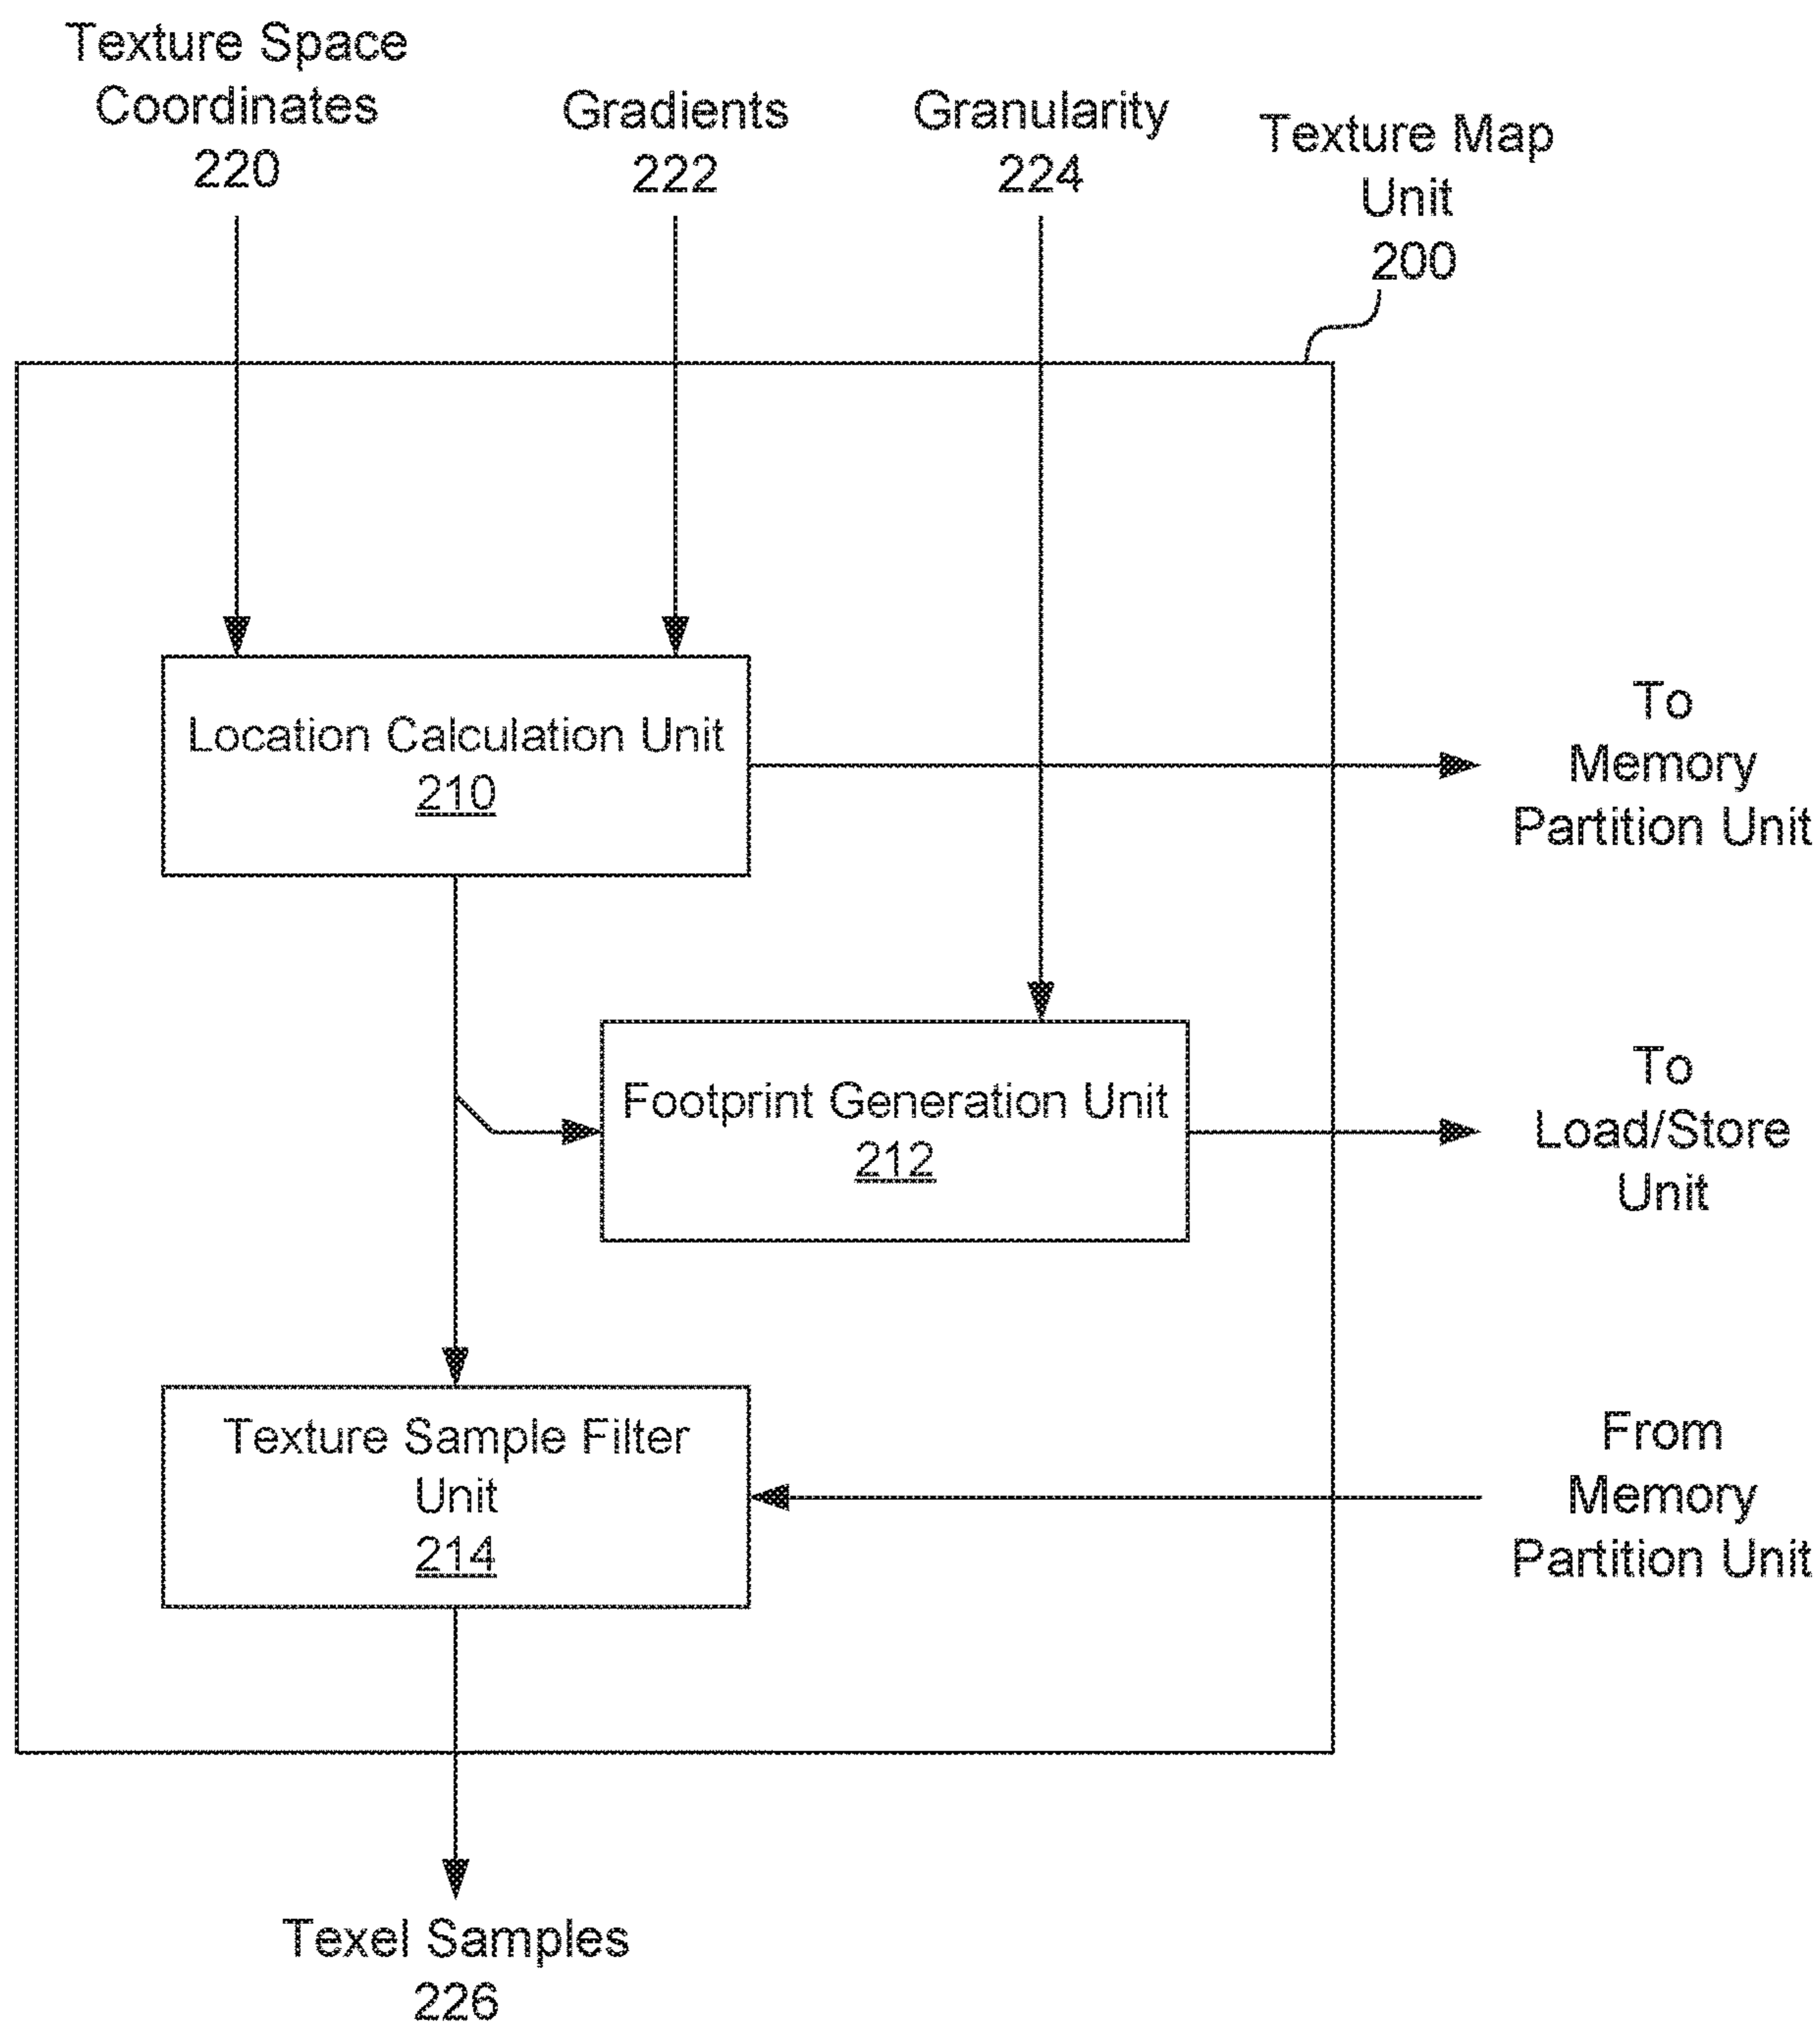 Texture Space
Coordinates
220
Gradients
222
Granularity
224
Texture Map
Unit
200
Location Calculation Unit
210
To
Memory
Partition Unit
Footprint Generation Unit
212
To
Load/Store
Unit
Texture Sample Filter
Unit
214
From
Memory
Partition Unit
Texel Samples
226